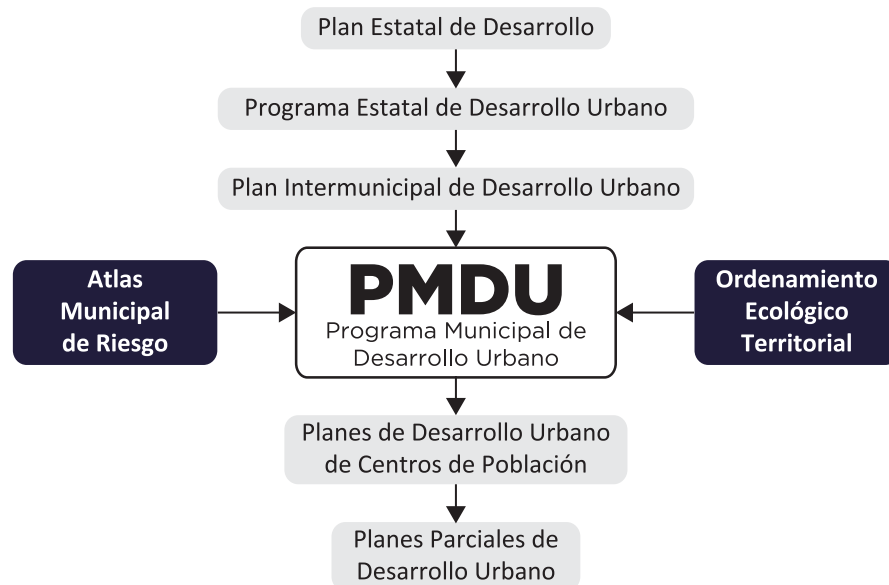 Plan Estatal de Desarrollo
Programa Estatal de Desarrollo Urbano
Plan Intermunicipal de Desarrollo Urbano
Atlas
Municipal
de Riesgo
PMDU
Programa Municipal de
Desarrollo Urbano
Ordenamiento
Ecológico
Territorial
Planes de Desarrollo Urbano
de Centros de Población
Planes Parciales de
Desarrollo Urbano